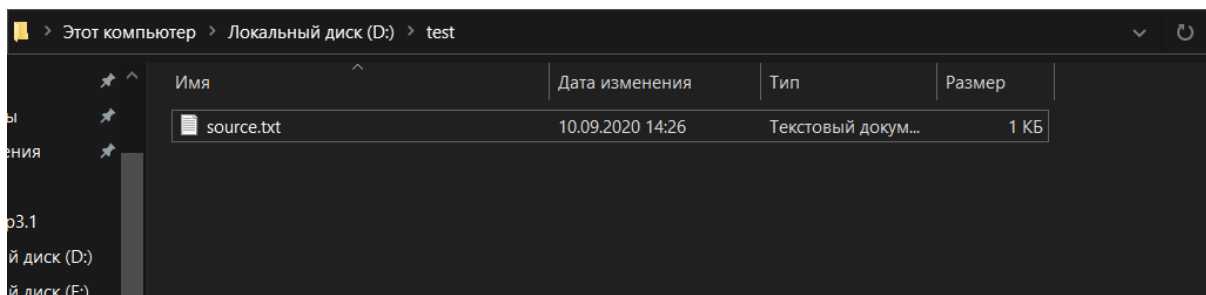 Этот компьютер > Локальный диск (D:) > test
Имя Дата изменения Тип Размер
source.txt 10.09.2020 14:26 Текстовый докум... 1 КБ
ы
ения
р3.1
й диск (D:)
й диск (E:)